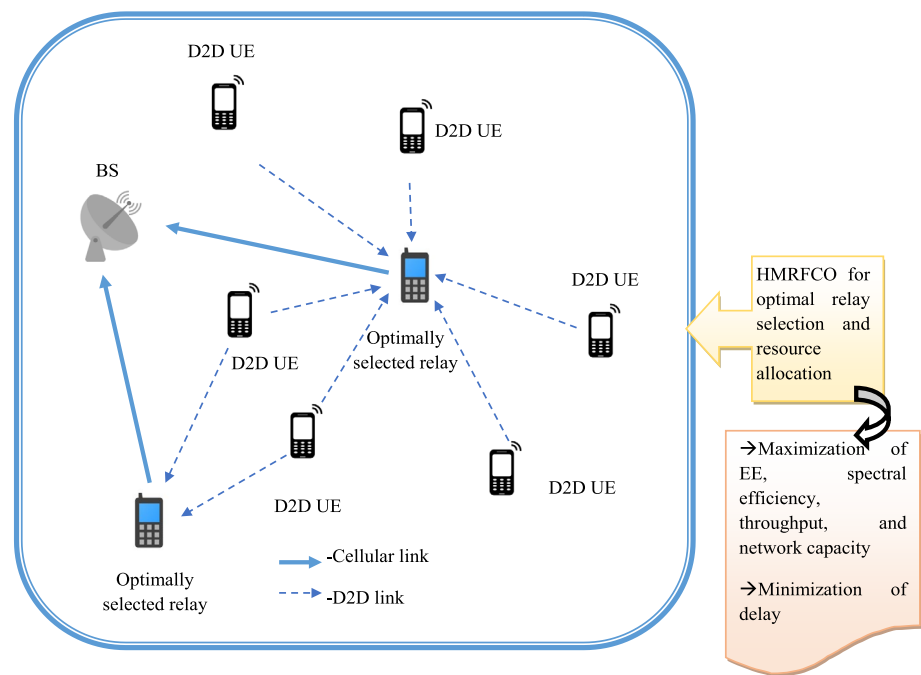 D2D UE
D2D UE
BS
D2D UE
HMRFCO for
optimal relay
selection and
resource
allocation
Optimally
selected relay
D2D UE
D2D UE
D2D UE
Optimally
selected relay
-Cellular link
-D2D link
→Maximization of
EE, spectral
efficiency,
throughput, and
network capacity
→Minimization of
delay